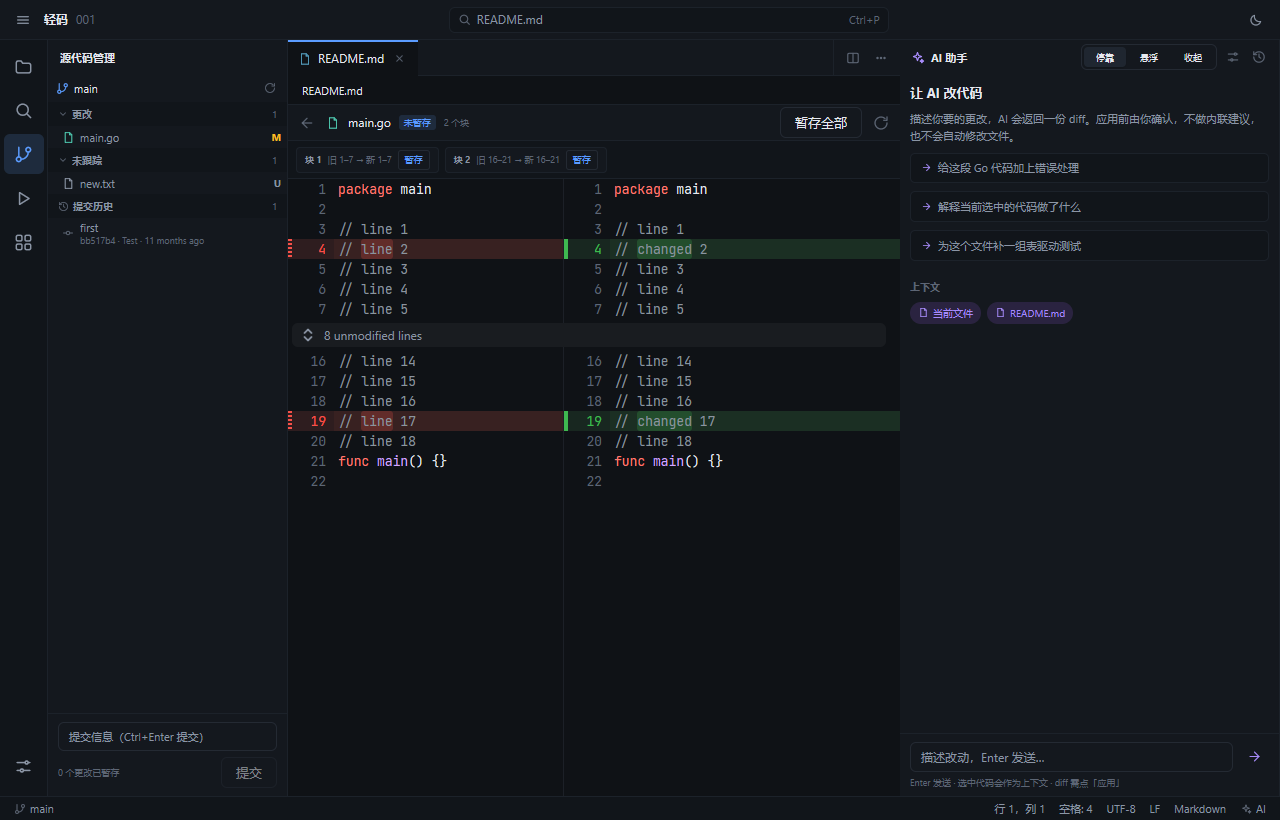 轻码 001
README.md Ctrl+P
源代码管理
main
更改 1
main.go M
未跟踪 1
new.txt U
提交历史 1
first
bb517b4 · Test · 11 months ago
提交信息（Ctrl+Enter 提交）
0 个更改已暂存
提交
README.md
README.md
main.go 未暂存 2 个块
暂存全部
块 1 旧 1–7 → 新 1–7 暂存
块 2 旧 16–21 → 新 16–21 暂存
1 package main
2
3 // line 1
4 // line 2
5 // line 3
6 // line 4
7 // line 5
1 package main
2
3 // line 1
4 // changed 2
5 // line 3
6 // line 4
7 // line 5
8 unmodified lines
16 // line 14
17 // line 15
18 // line 16
19 // line 17
20 // line 18
21 func main() {}
22
16 // line 14
17 // line 15
18 // line 16
19 // changed 17
20 // line 18
21 func main() {}
22
AI 助手
停靠 悬浮 收起
让 AI 改代码
描述你要的更改，AI 会返回一份 diff。应用前由你确认，不做内联建议，
也不会自动修改文件。
给这段 Go 代码加上错误处理
解释当前选中的代码做了什么
为这个文件补一组表驱动测试
上下文
当前文件 README.md
描述改动，Enter 发送…
Enter 发送 · 选中代码会作为上下文 · diff 需点「应用」
main
行 1，列 1 空格: 4 UTF-8 LF Markdown AI